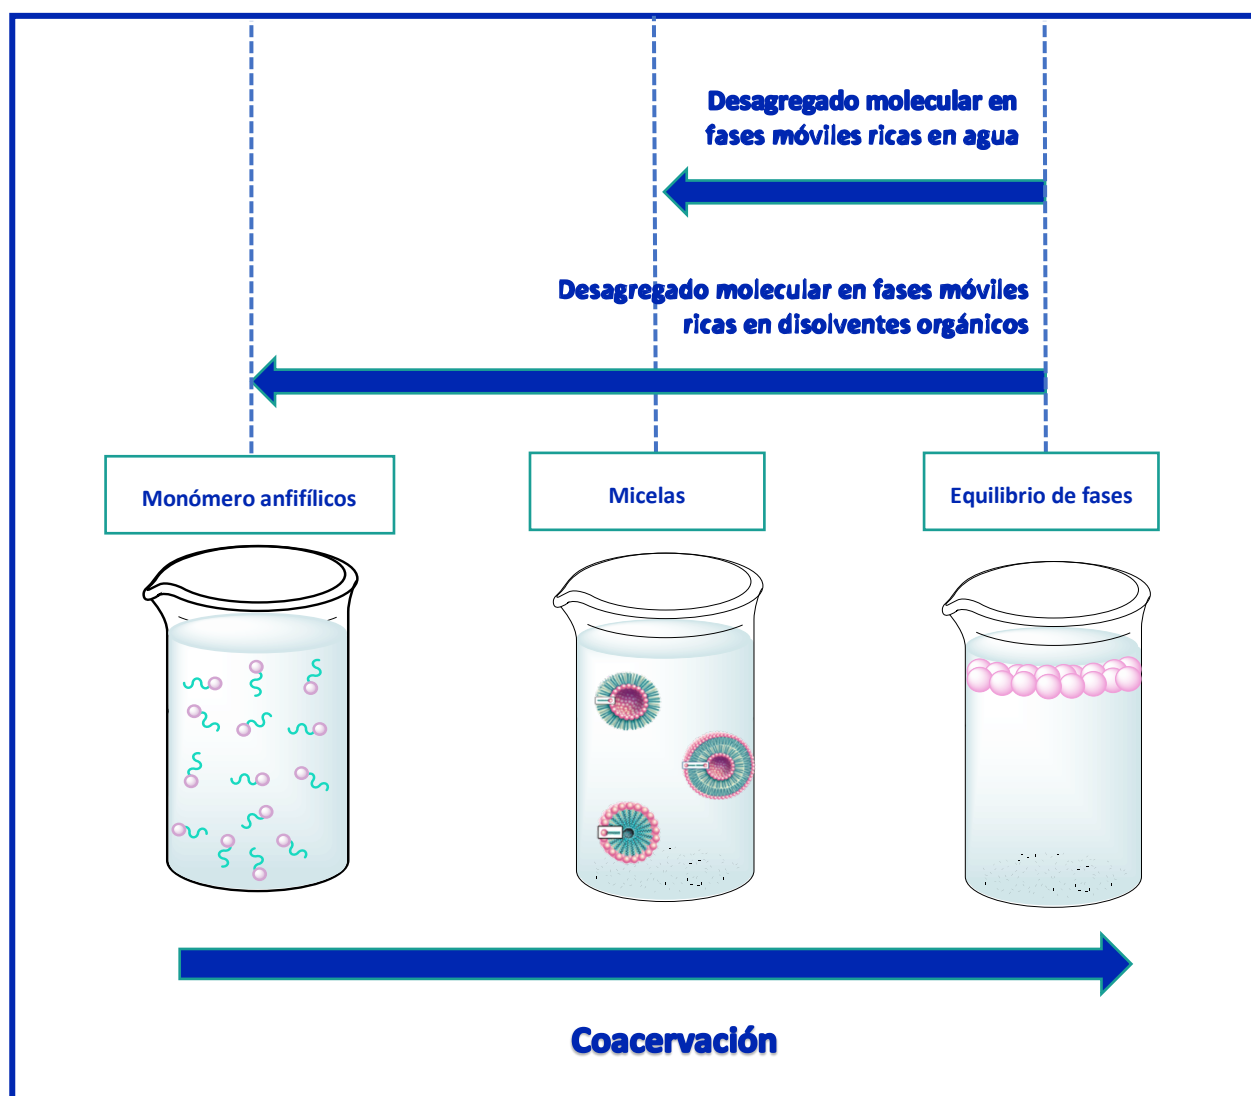 Desagregado molecular en
fases móviles ricas en agua
Desagregado molecular en fases móviles
ricas en disolventes orgánicos
Monómero anfifílicos
Micelas
Equilibrio de fases
Coacervación